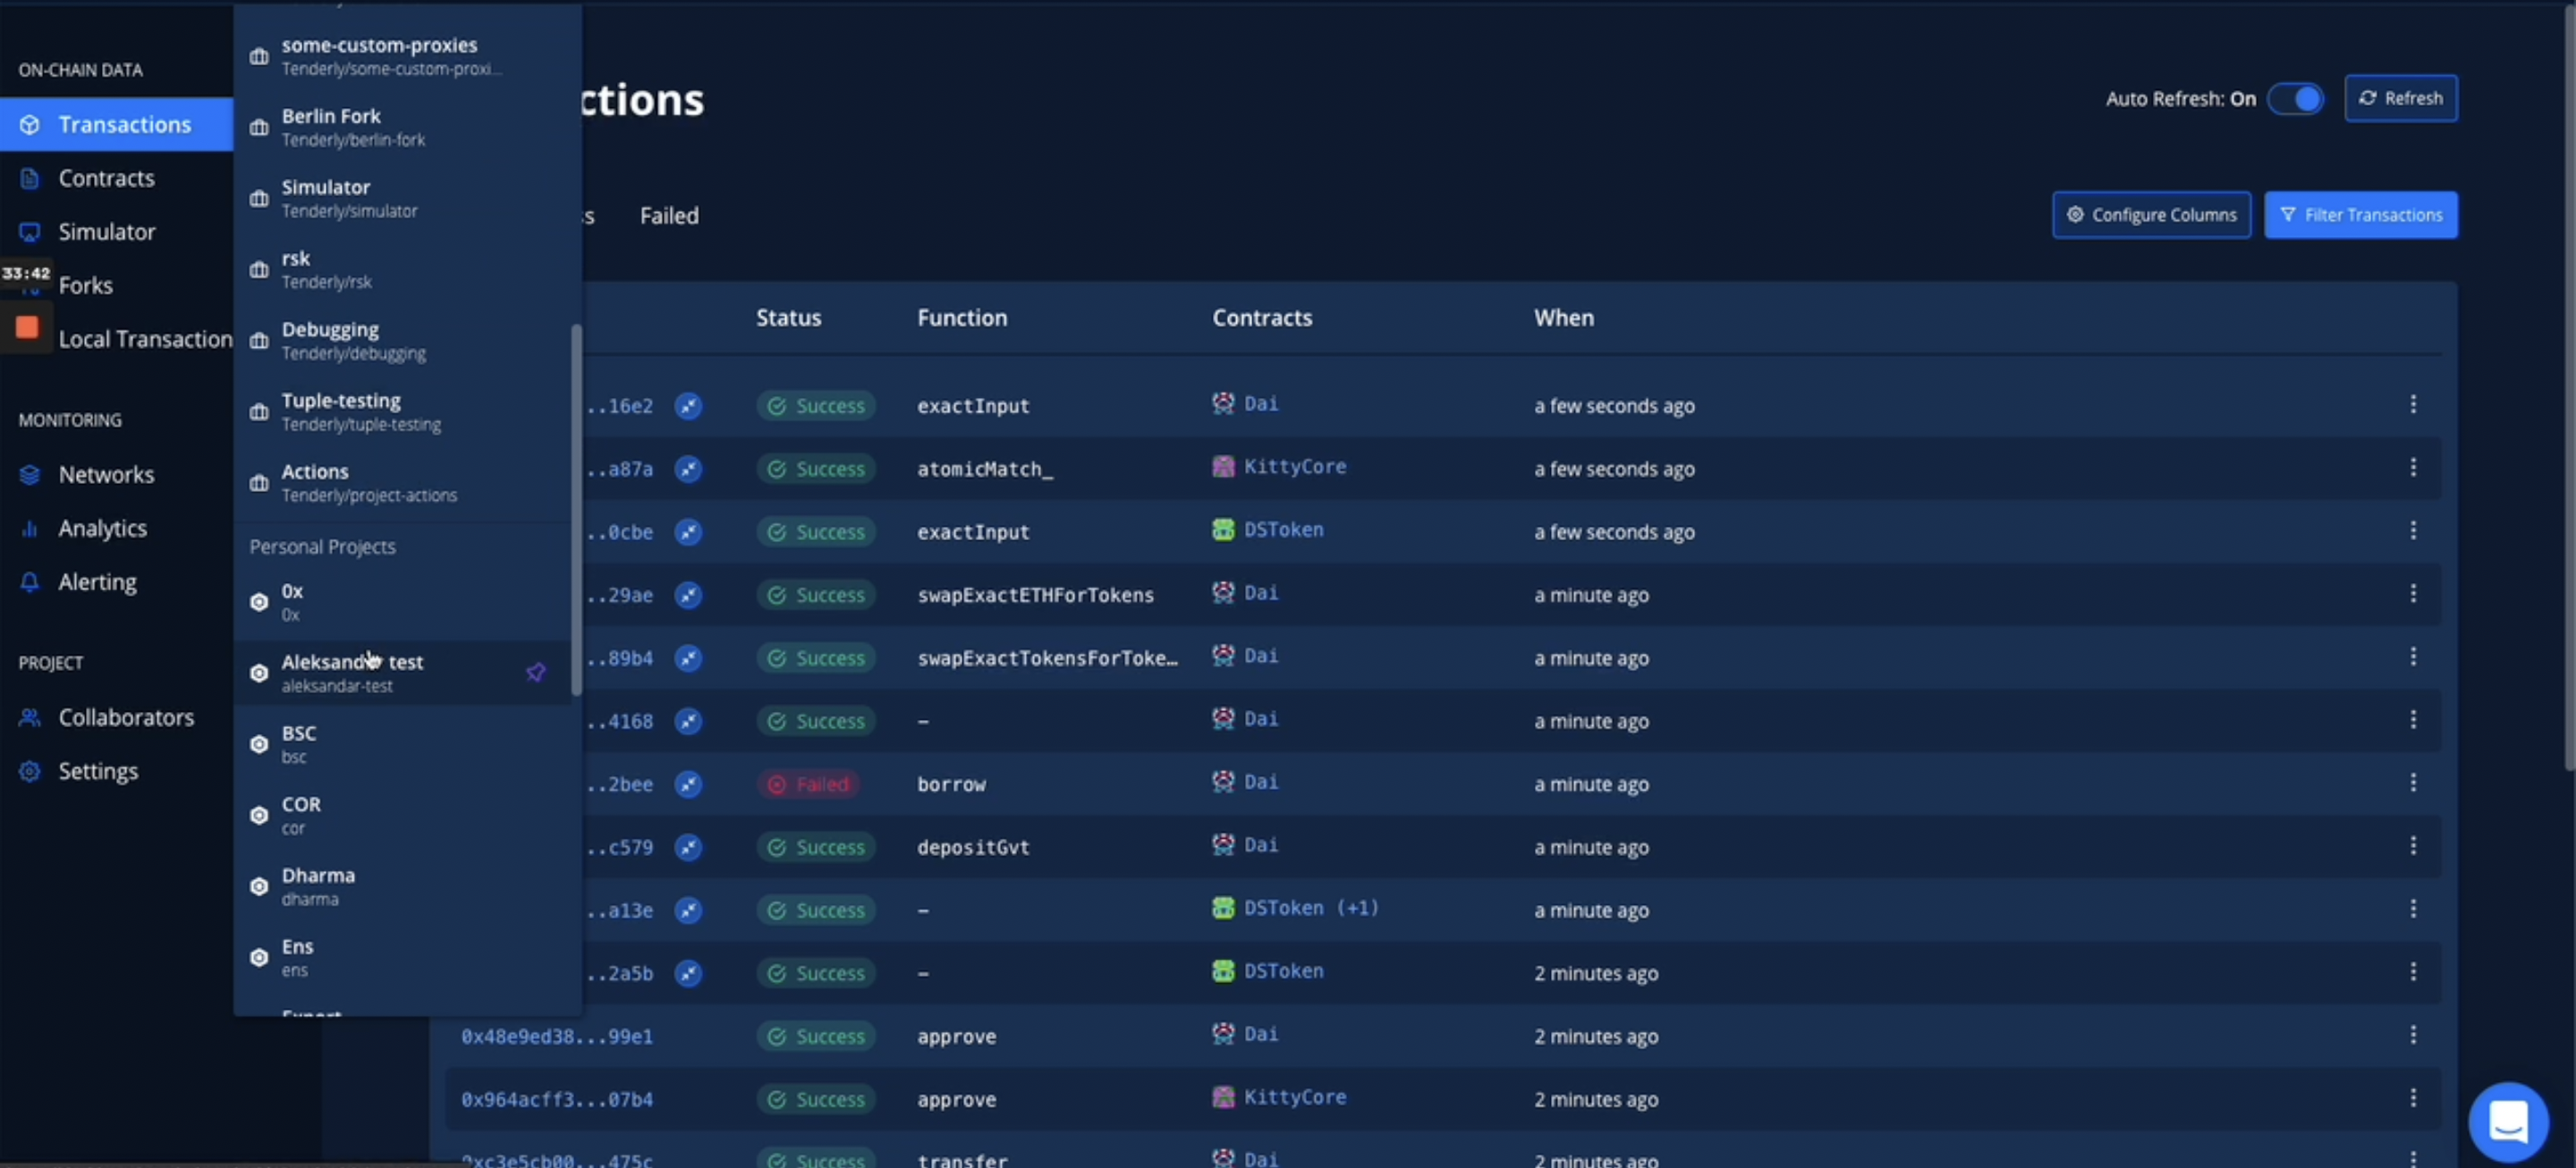 ON-CHAIN DATA
Transactions
Contracts
Simulator
33:42
Forks
Local Transaction
MONITORING
Networks
Analytics
Alerting
PROJECT
Collaborators
Settings
some-custom-proxies
Tenderly/some-custom-proxi...
Berlin Fork
Tenderly/berlin-fork
Simulator
Tenderly/simulator
rsk
Tenderly/rsk
Debugging
Tenderly/debugging
Tuple-testing
Tenderly/tuple-testing
Actions
Tenderly/project-actions
Personal Projects
0x
0x
Aleksandar test
aleksandar-test
BSC
bsc
COR
cor
Dharma
dharma
Ens
ens
ctions
Auto Refresh: On
Refresh
s Failed
Configure Columns
Filter Transactions
Status Function Contracts When
..16e2 Success exactInput Dai a few seconds ago
..a87a Success atomicMatch_ KittyCore a few seconds ago
..0cbe Success exactInput DSToken a few seconds ago
..29ae Success swapExactETHForTokens Dai a minute ago
..89b4 Success swapExactTokensForToke… Dai a minute ago
..4168 Success – Dai a minute ago
..2bee Failed borrow Dai a minute ago
..c579 Success depositGvt Dai a minute ago
..a13e Success – DSToken (+1) a minute ago
..2a5b Success – DSToken 2 minutes ago
0x48e9ed38...99e1 Success approve Dai 2 minutes ago
0x964acff3...07b4 Success approve KittyCore 2 minutes ago
0xc3e5cb00...475c Success transfer Dai 2 minutes ago